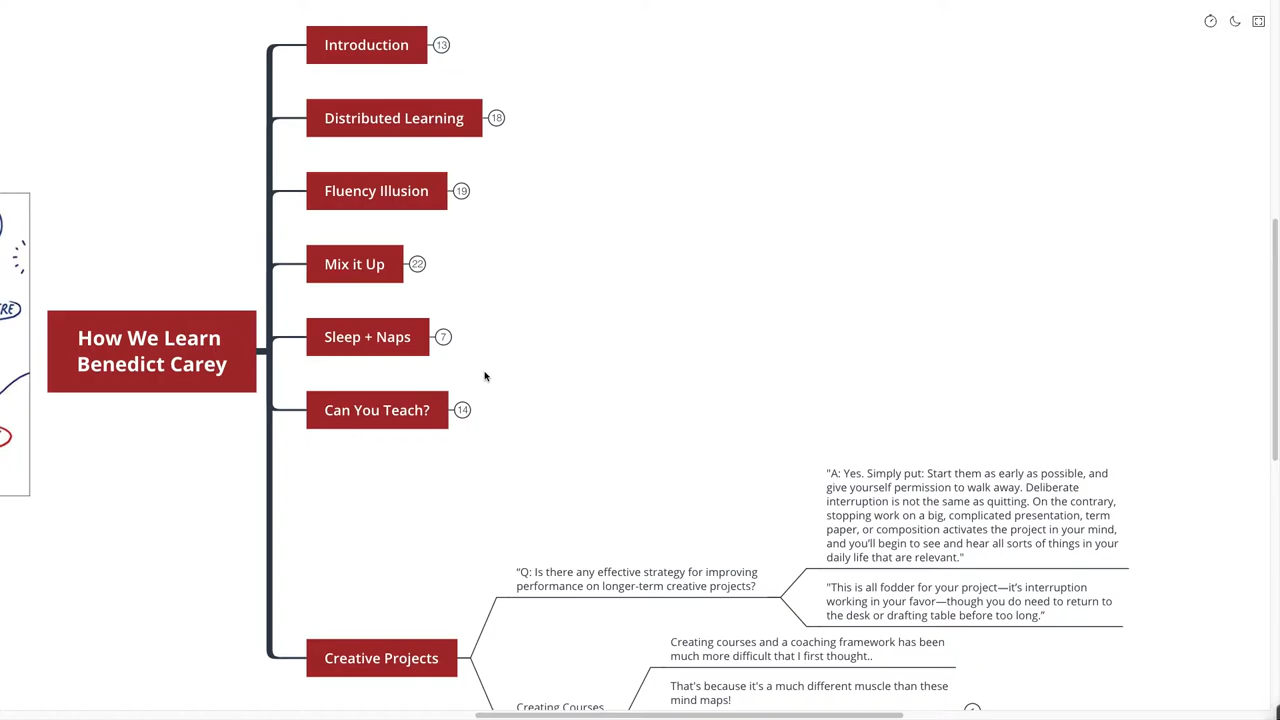 Introduction
13
Distributed Learning
18
Fluency Illusion
19
Mix it Up
22
RE
How We Learn
Benedict Carey
Sleep + Naps
7
Can You Teach?
14
"A: Yes. Simply put: Start them as early as possible, and
give yourself permission to walk away. Deliberate
interruption is not the same as quitting. On the contrary,
stopping work on a big, complicated presentation, term
paper, or composition activates the project in your mind,
and you'll begin to see and hear all sorts of things in your
daily life that are relevant."
“Q: Is there any effective strategy for improving
performance on longer-term creative projects?
"This is all fodder for your project—it’s interruption
working in your favor—though you do need to return to
the desk or drafting table before too long.”
Creative Projects
Creating courses and a coaching framework has been
much more difficult that I first thought..
That's because it's a much different muscle than these
mind maps!
Creating Courses